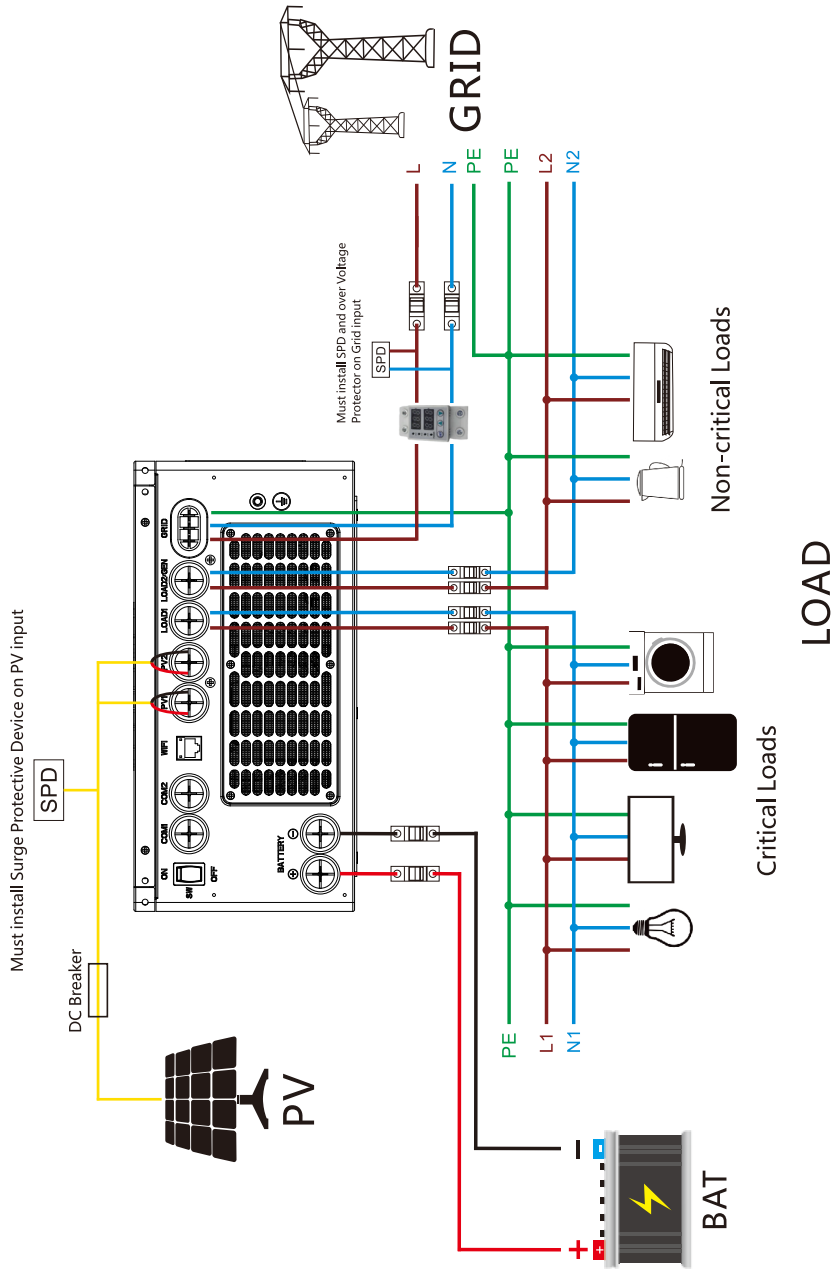 Must install Surge Protective Device on PV input
SPD
DC Breaker
PV
ON
SW
OFF
COM1
COM2
WIFI
PV1
PV2
LOAD1
LOAD2/GEN
GRID
BATTERY
+
-
Must install SPD and over Voltage
Protector on Grid input
SPD
GRID
L
N
PE
PE
L2
N2
PE
L1
N1
Critical Loads
Non-critical Loads
LOAD
+
-
+
-
BAT